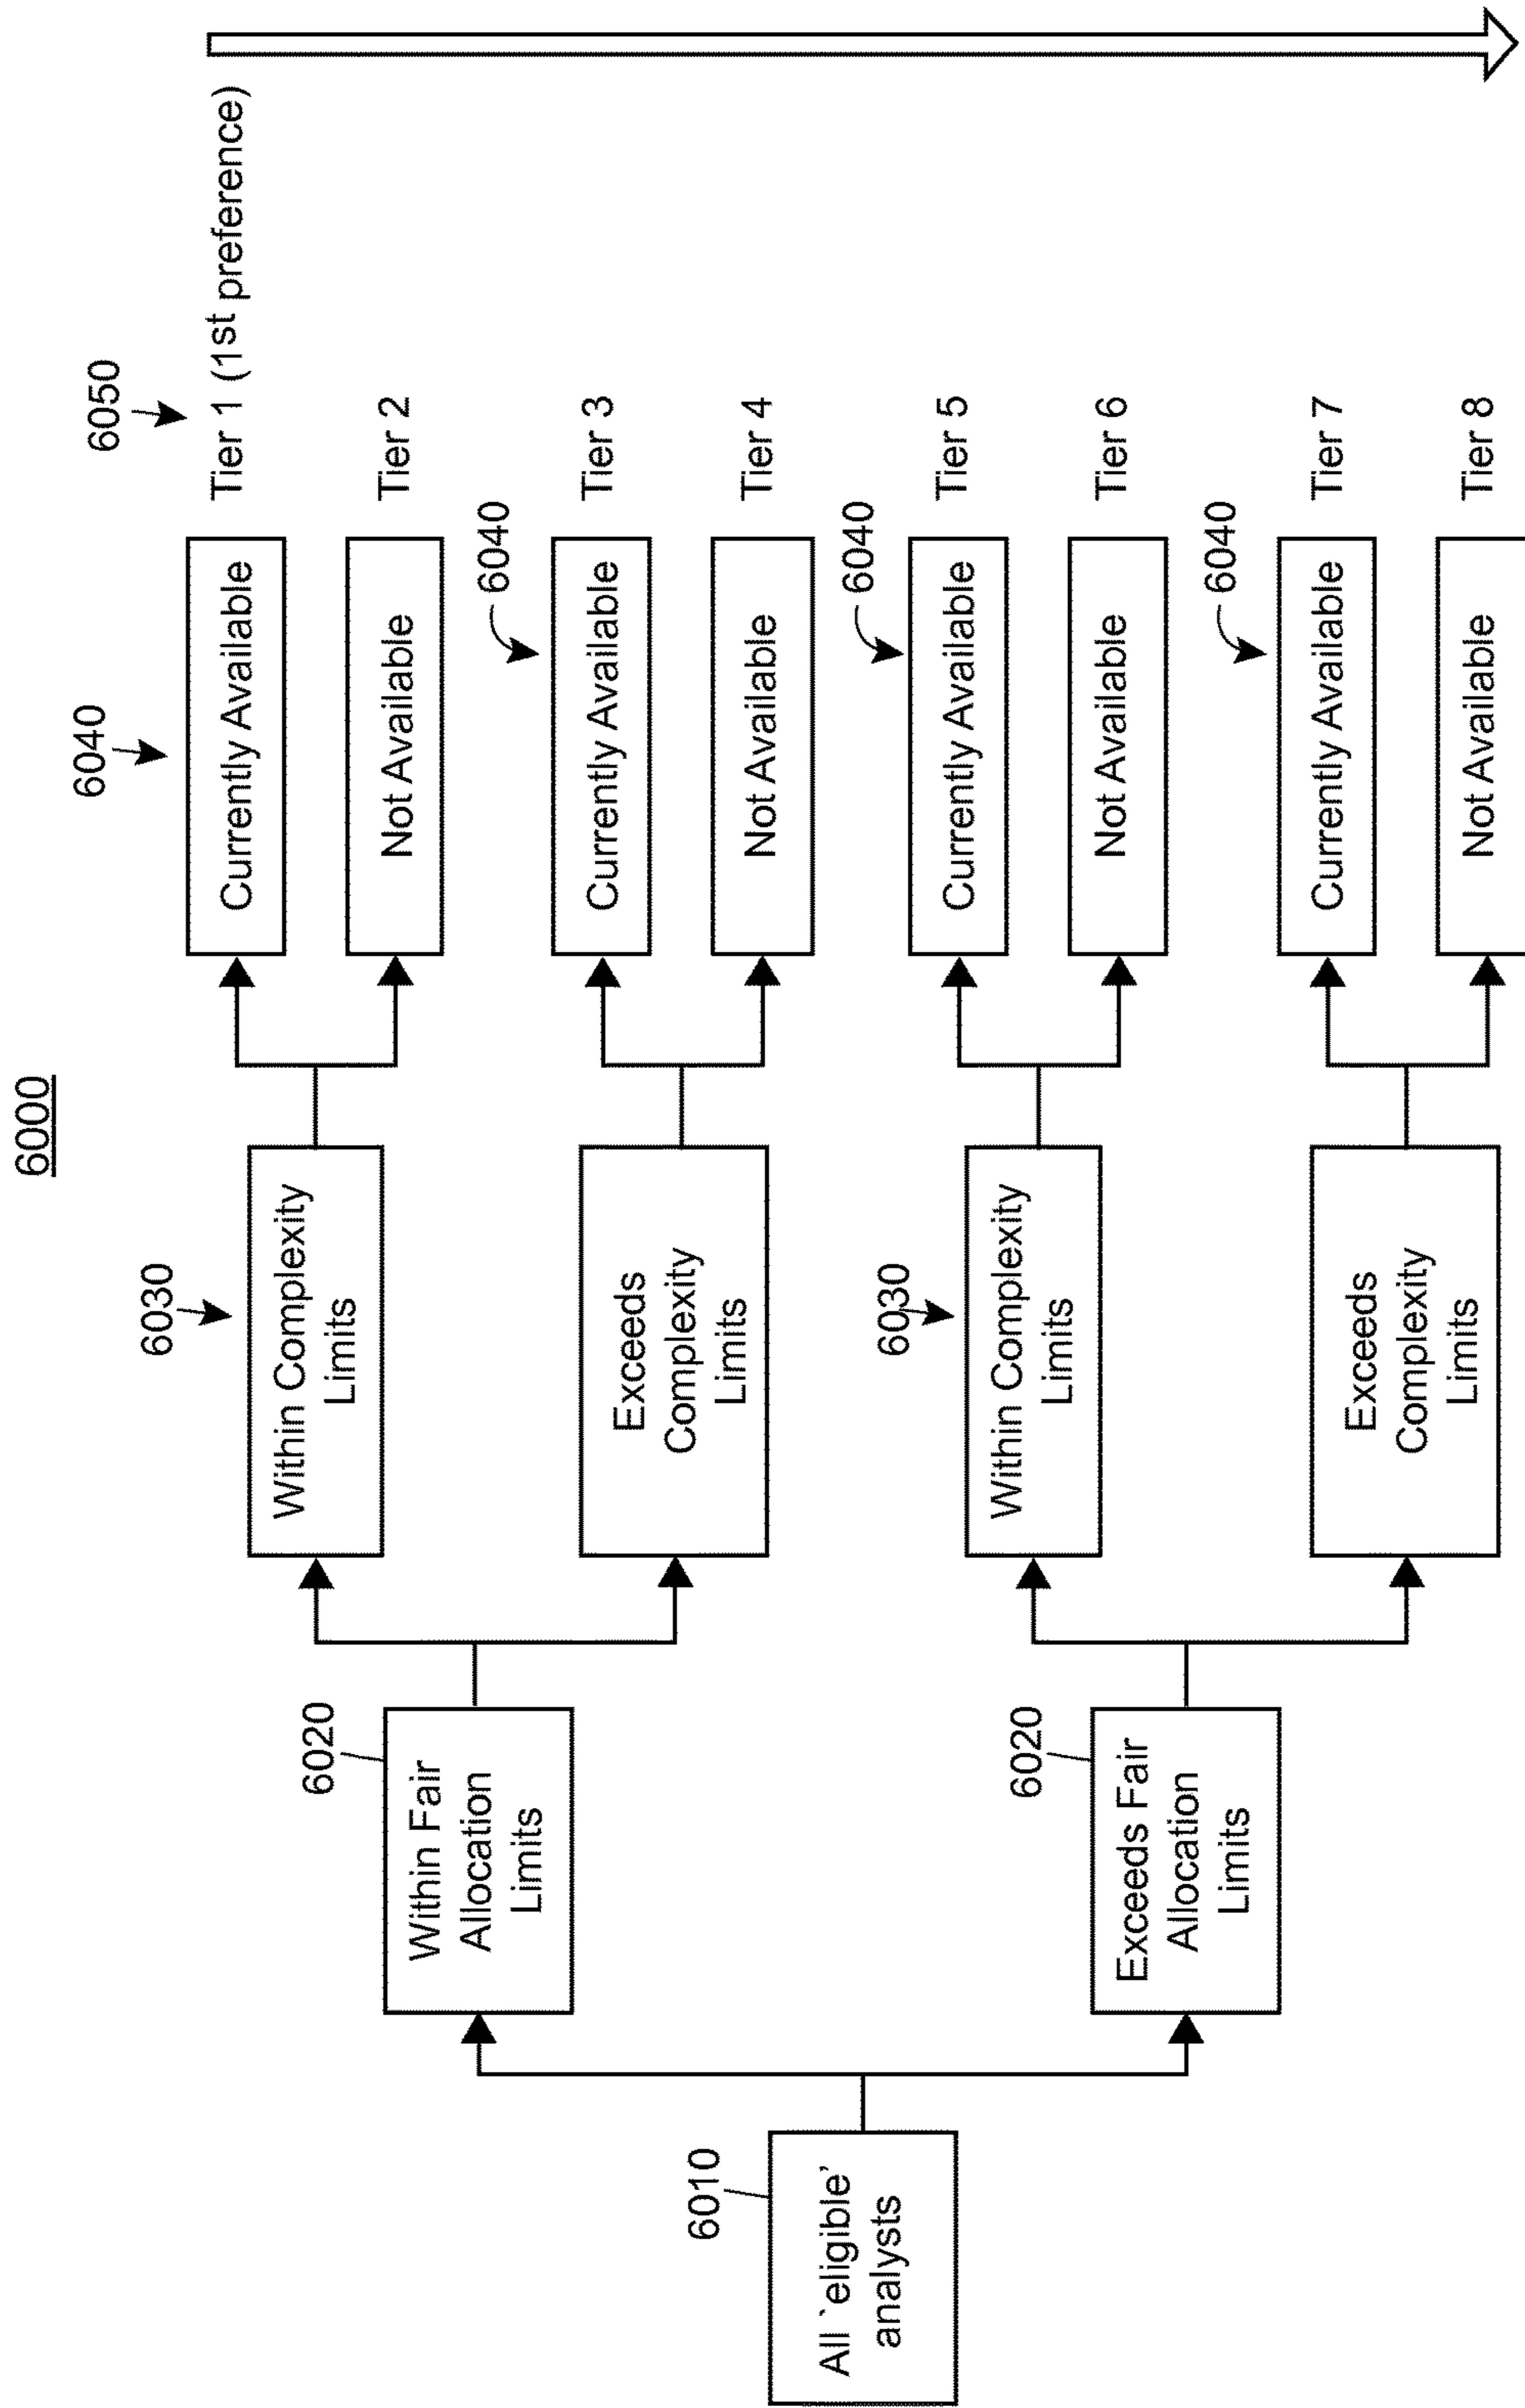 6000
6010
All `eligible’
analysts
6020
Within Fair
Allocation
Limits
6020
Exceeds Fair
Allocation
Limits
6030
Within Complexity
Limits
Exceeds
Complexity
Limits
6030
Within Complexity
Limits
Exceeds
Complexity
Limits
6040
Currently Available
Not Available
6040
Currently Available
Not Available
6040
Currently Available
Not Available
6040
Currently Available
Not Available
6050
Tier 1 (1st preference)
Tier 2
Tier 3
Tier 4
Tier 5
Tier 6
Tier 7
Tier 8